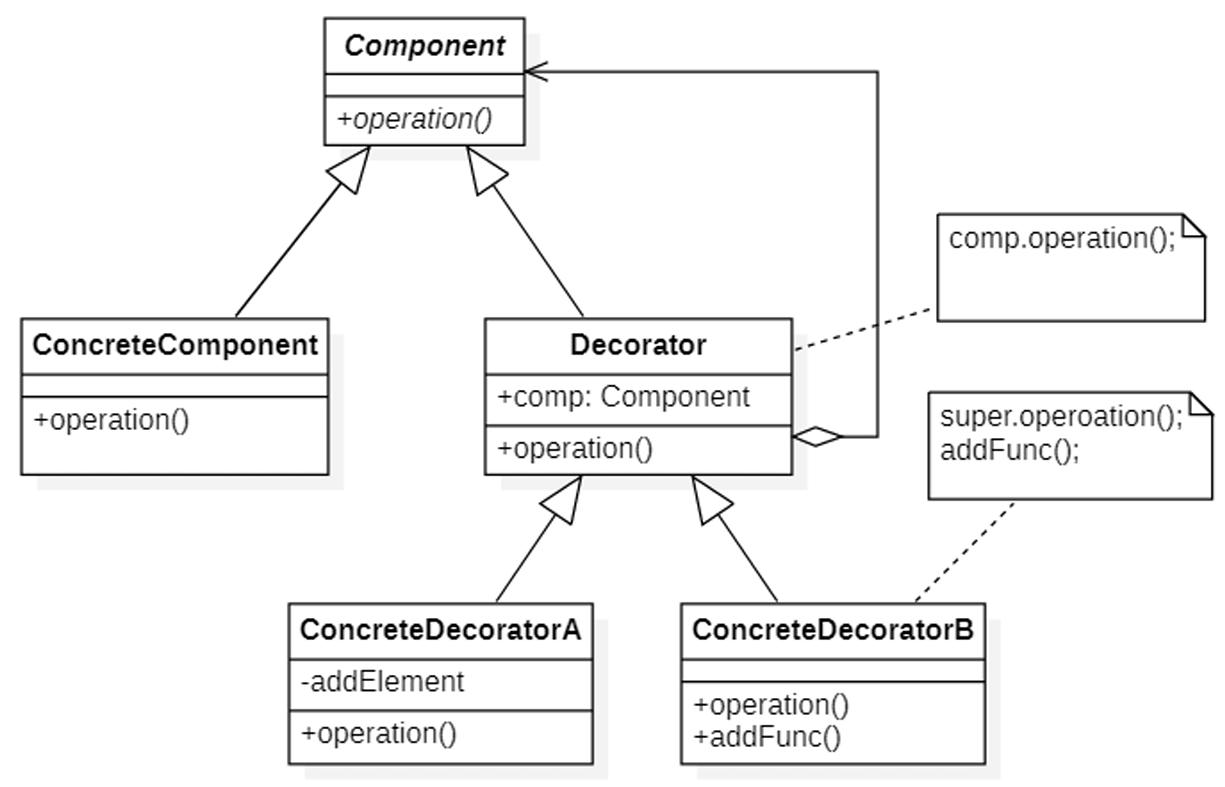 Component
+operation()
comp.operation();
ConcreteComponent
+operation()
Decorator
+comp: Component
+operation()
super.operoation();
addFunc();
ConcreteDecoratorA
-addElement
+operation()
ConcreteDecoratorB
+operation()
+addFunc()